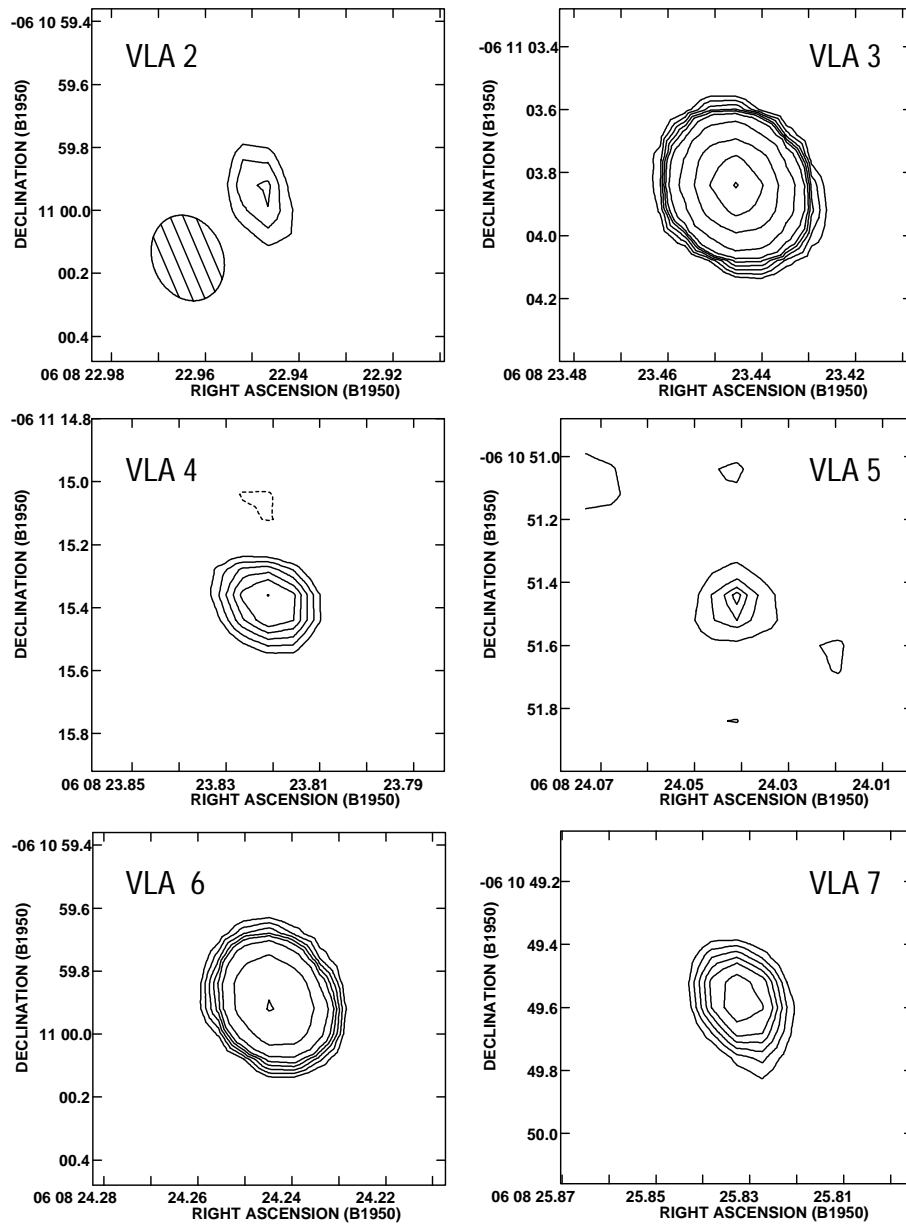 VLA 2
DECLINATION (B1950)
-06 10 59.4
59.6
59.8
11 00.0
00.2
00.4
06 08 22.98
22.96
22.94
22.92
RIGHT ASCENSION (B1950)
VLA 3
DECLINATION (B1950)
-06 11 03.4
03.6
03.8
04.0
04.2
06 08 23.48
23.46
23.44
23.42
RIGHT ASCENSION (B1950)
VLA 4
DECLINATION (B1950)
-06 11 14.8
15.0
15.2
15.4
15.6
15.8
06 08 23.85
23.83
23.81
23.79
RIGHT ASCENSION (B1950)
VLA 5
DECLINATION (B1950)
-06 10 51.0
51.2
51.4
51.6
51.8
06 08 24.07
24.05
24.03
24.01
RIGHT ASCENSION (B1950)
VLA 6
DECLINATION (B1950)
-06 10 59.4
59.6
59.8
11 00.0
00.2
00.4
06 08 24.28
24.26
24.24
24.22
RIGHT ASCENSION (B1950)
VLA 7
DECLINATION (B1950)
-06 10 49.2
49.4
49.6
49.8
50.0
06 08 25.87
25.85
25.83
25.81
RIGHT ASCENSION (B1950)